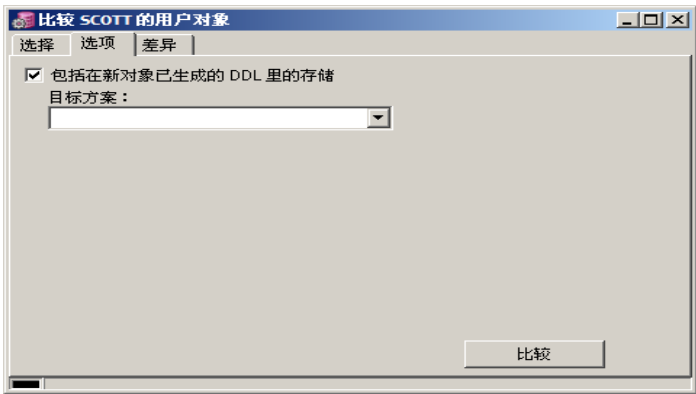 比较 SCOTT 的用户对象
选择 选项 差异
包括在新对象已生成的 DDL 里的存储
目标方案：
比较